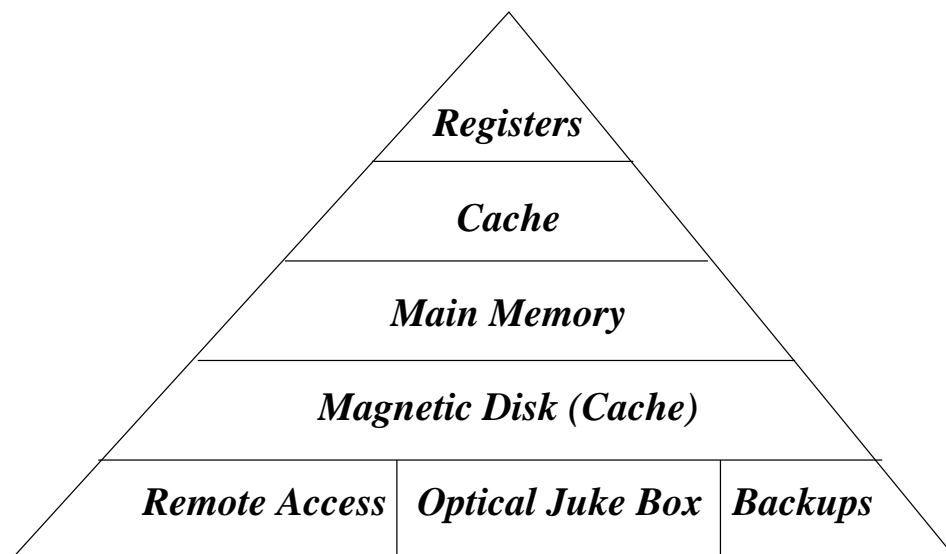 Registers
Cache
Main Memory
Magnetic Disk (Cache)
Remote Access Optical Juke Box Backups